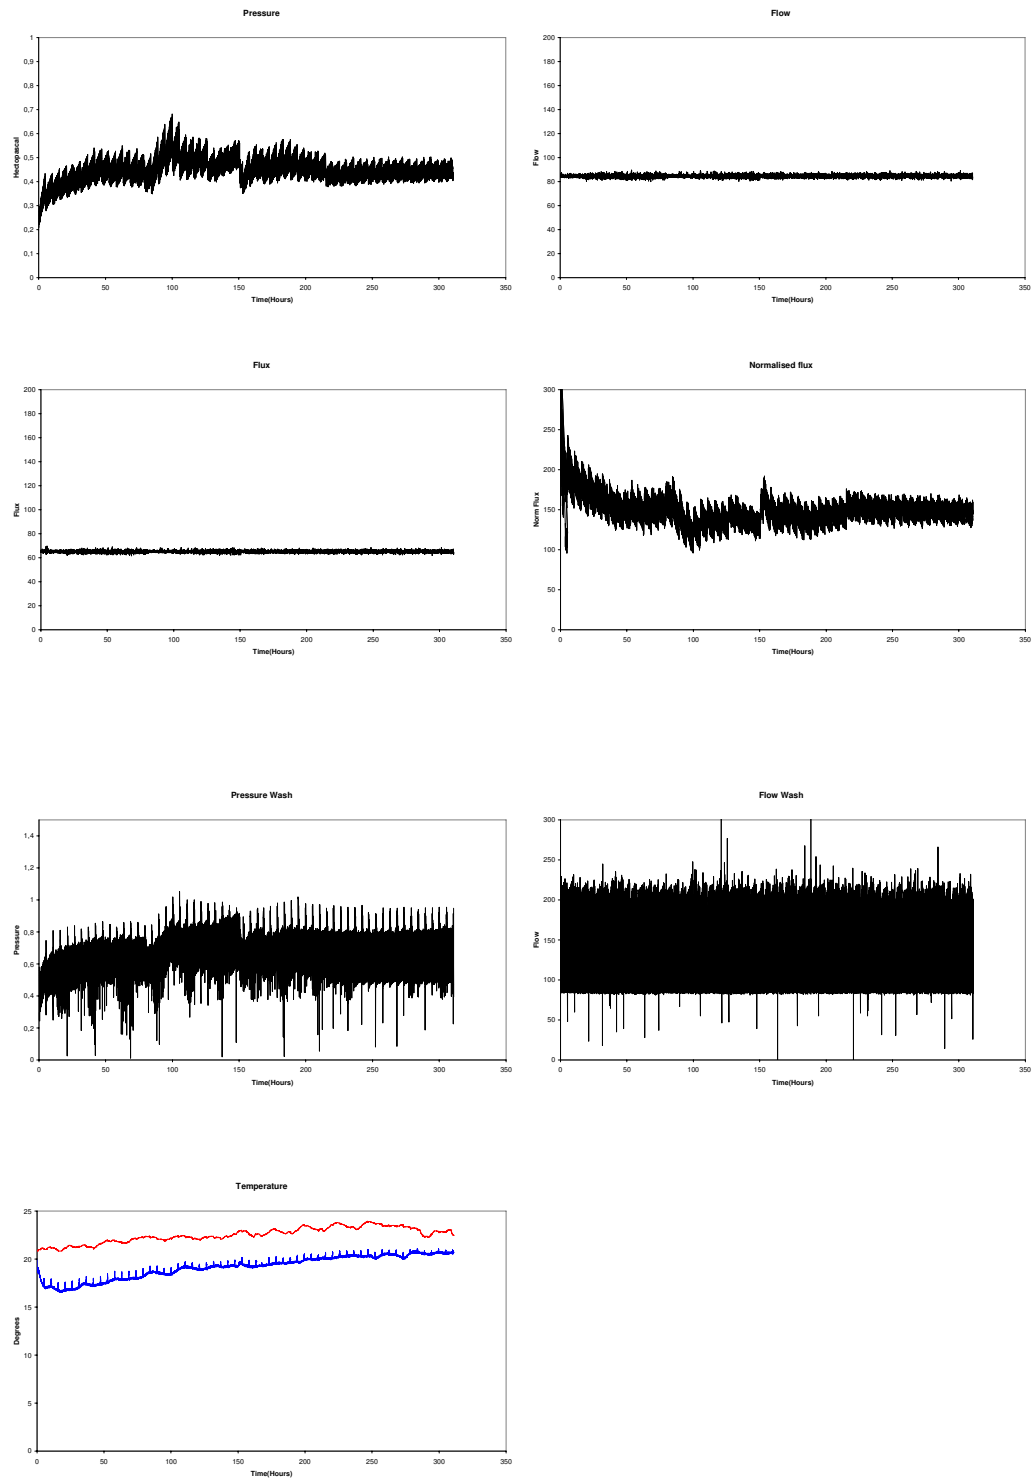 Pressure
1
0,9
0,8
0,7
0,6
0,5
0,4
0,3
0,2
0,1
0
Hectopascal
0 50 100 150 200 250 300 350
Time(Hours)
Flow
200
180
160
140
120
100
80
60
40
20
0
Flow
0 50 100 150 200 250 300 350
Time(Hours)
Flux
200
180
160
140
120
100
80
60
40
20
0
Flux
0 50 100 150 200 250 300 350
Time(Hours)
Normalised flux
300
250
200
150
100
50
0
Norm Flux
0 50 100 150 200 250 300 350
Time(Hours)
Pressure Wash
1,4
1,2
1
0,8
0,6
0,4
0,2
0
Pressure
0 50 100 150 200 250 300 350
Time(Hours)
Flow Wash
300
250
200
150
100
50
0
Flow
0 50 100 150 200 250 300 350
Time(Hours)
Temperature
25
20
15
10
5
0
Degrees
0 50 100 150 200 250 300 350
Time(Hours)